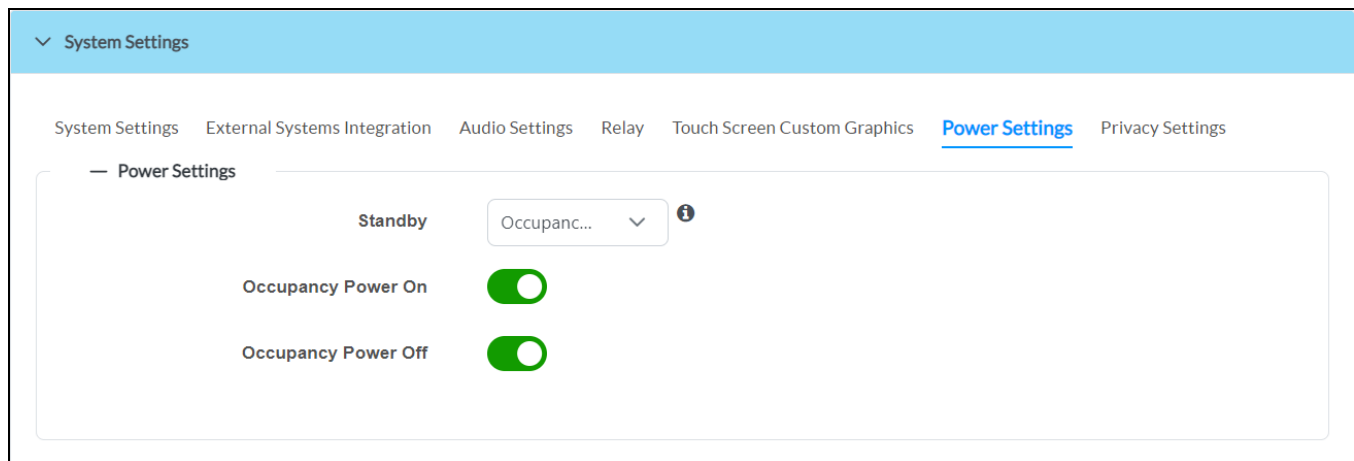 System Settings
System Settings External Systems Integration Audio Settings Relay Touch Screen Custom Graphics Power Settings Privacy Settings
Power Settings
Standby Occupanc...
Occupancy Power On
Occupancy Power Off